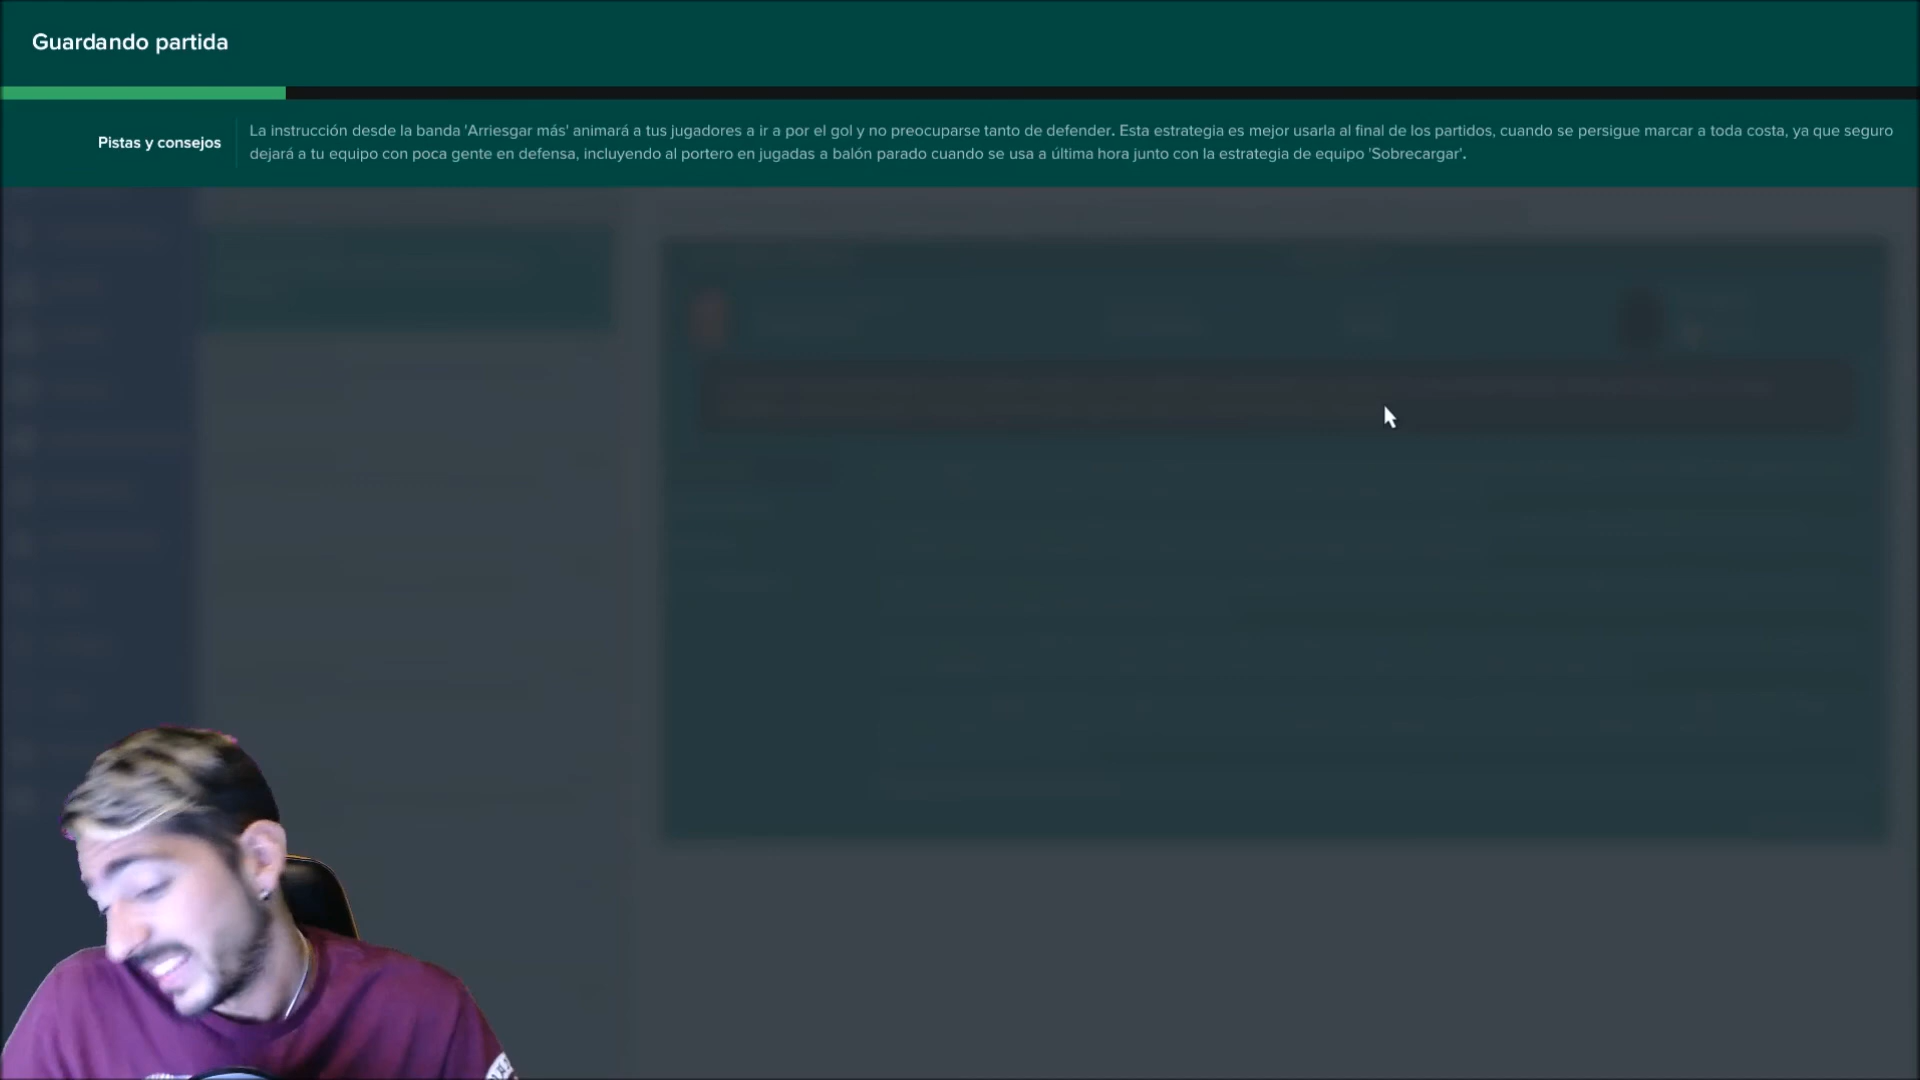 Guardando partida
Pistas y consejos
La instrucción desde la banda 'Arriesgar más' animará a tus jugadores a ir a por el gol y no preocuparse tanto de defender. Esta estrategia es mejor usarla al final de los partidos, cuando se persigue marcar a toda costa, ya que seguro
dejará a tu equipo con poca gente en defensa, incluyendo al portero en jugadas a balón parado cuando se usa a última hora junto con la estrategia de equipo 'Sobrecargar'.